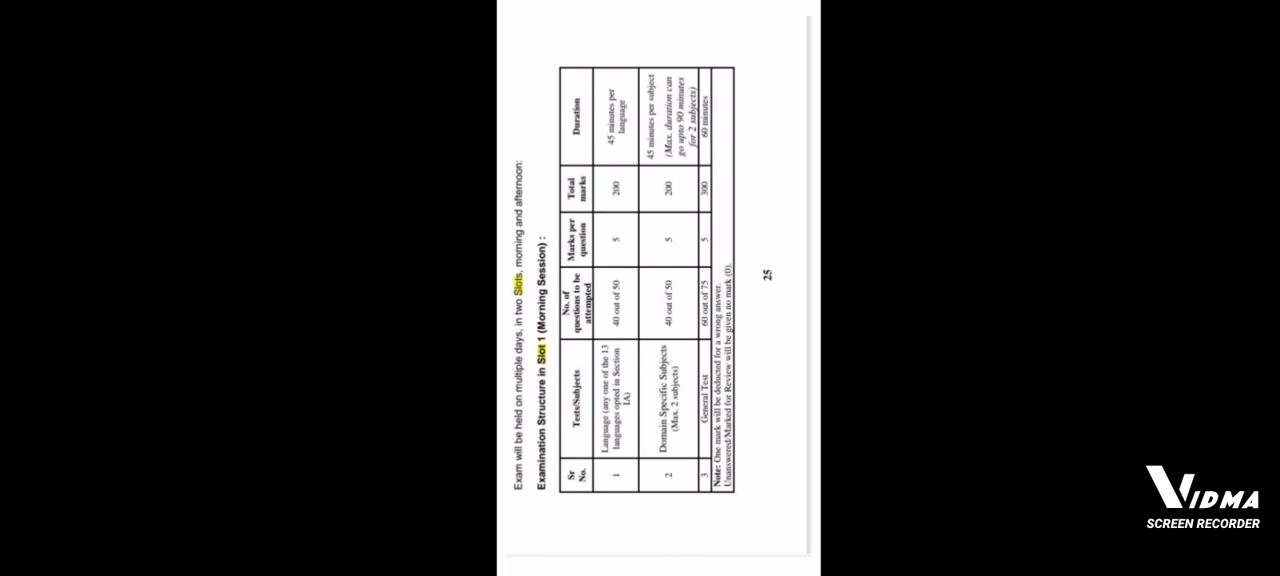 Exam will be held on multiple days, in two Slots, morning and afternoon:
Examination Structure in Slot 1 (Morning Session) :
Sr No. Tests/Subjects No. of questions to be attempted Marks per question Total marks Duration
1 Language (any one of the 13 languages opted in Section IA) 40 out of 50 5 200 45 minutes per language
2 Domain Specific Subjects (Max. 2 subjects) 40 out of 50 5 200 45 minutes per subject (Max. duration can go upto 90 minutes for 2 subjects)
3 General Test 60 out of 75 5 300 60 minutes
Note: One mark will be deducted for a wrong answer.
Unanswered/Marked for Review will be given no mark (0).
25
VIDMA
SCREEN RECORDER